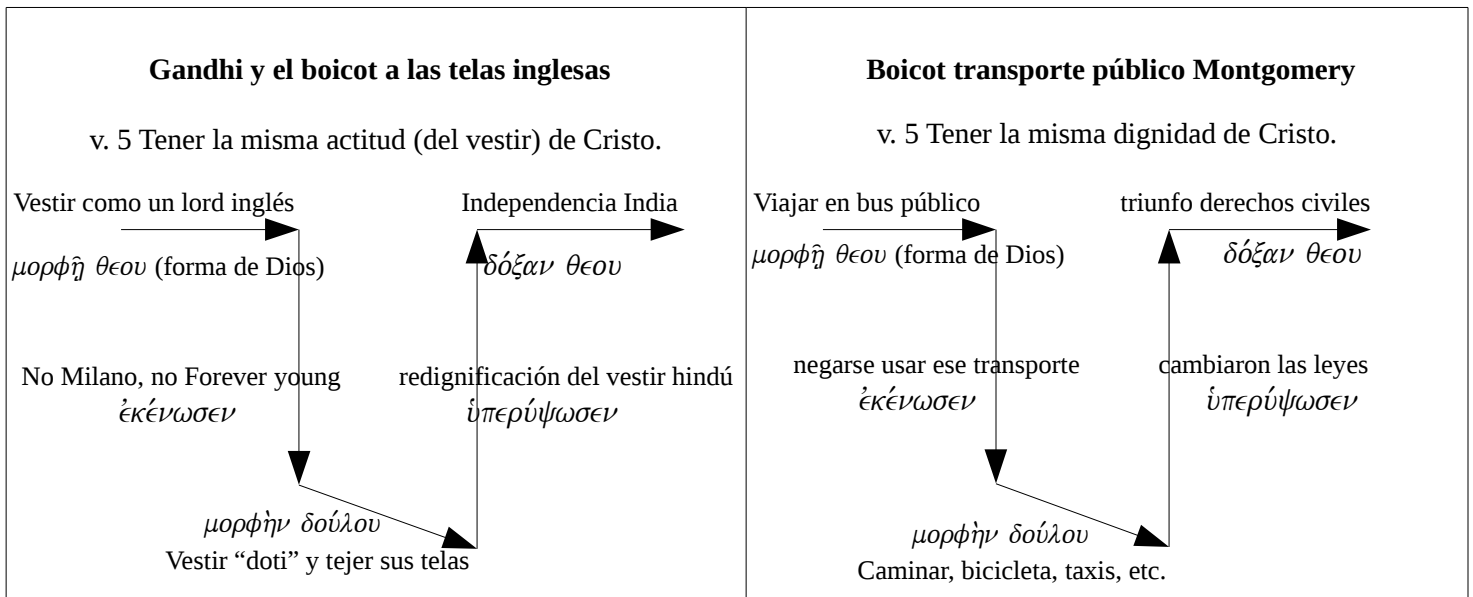 Gandhi y el boicot a las telas inglesas
v. 5 Tener la misma actitud (del vestir) de Cristo.
Vestir como un lord inglés
Independencia India
μορφῇ θεου (forma de Dios)
δόξαν θεου
No Milano, no Forever young
redignificación del vestir hindú
ἐκένωσεν
ὑπερύψωσεν
μορφὴν δούλου
Vestir “doti” y tejer sus telas
Boicot transporte público Montgomery
v. 5 Tener la misma dignidad de Cristo.
Viajar en bus público
triunfo derechos civiles
μορφῇ θεου (forma de Dios)
δόξαν θεου
negarse usar ese transporte
cambiaron las leyes
ἐκένωσεν
ὑπερύψωσεν
μορφὴν δούλου
Caminar, bicicleta, taxis, etc.